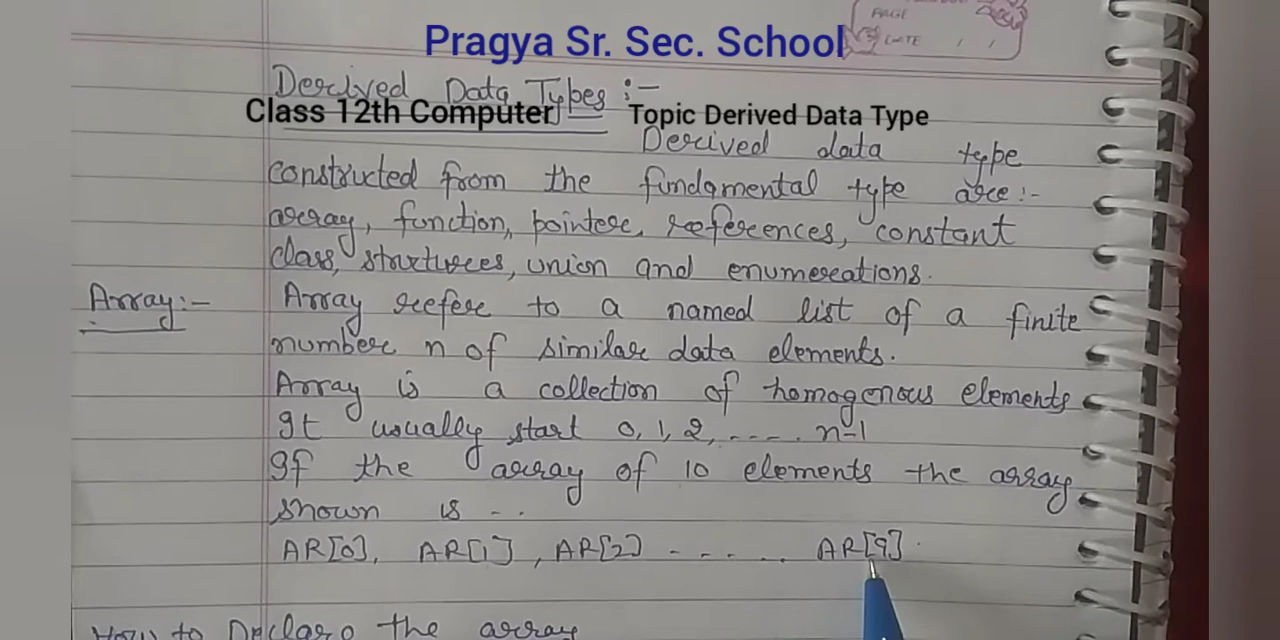 PAGE
DATE / /
Pragya Sr. Sec. School
Derived Data Types :-
Class 12th Computer Topic Derived Data Type
Derived data type
constructed from the fundamental type are:-
array, function, pointer, references, constant
class, structures, union and enumerations.
Array:- Array refer to a named list of a finite
number n of similar data elements.
Array is a collection of homogenous elements
It usually start 0, 1, 2, ---- n-1
If the array of 10 elements the array
shown is --
AR[0], AR[1], AR[2] - - - . . AR[9]
How to Declare the array